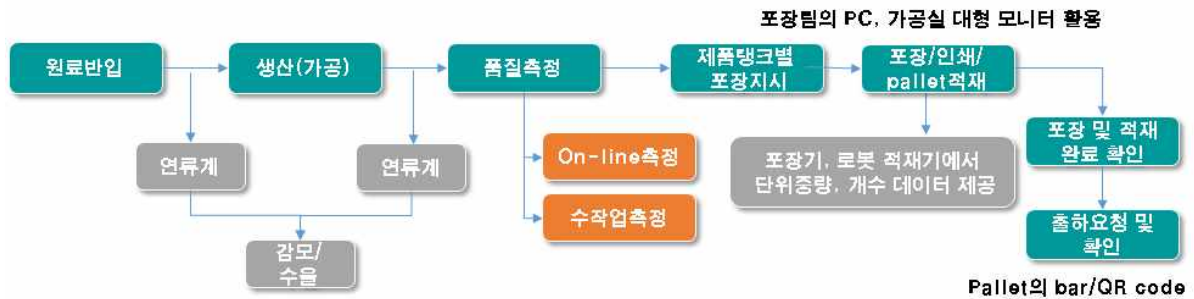 포장팀의 PC, 가공실 대형 모니터 활용
원료반입
생산(가공)
품질측정
제품탱크별
포장지시
포장/인쇄/
pallet적재
연류계
연류계
On-line측정
수작업측정
포장기, 로봇 적재기에서
단위중량, 개수 데이터 제공
포장 및 적재
완료 확인
감모/
수율
출하요청 및
확인
Pallet의 bar/QR code